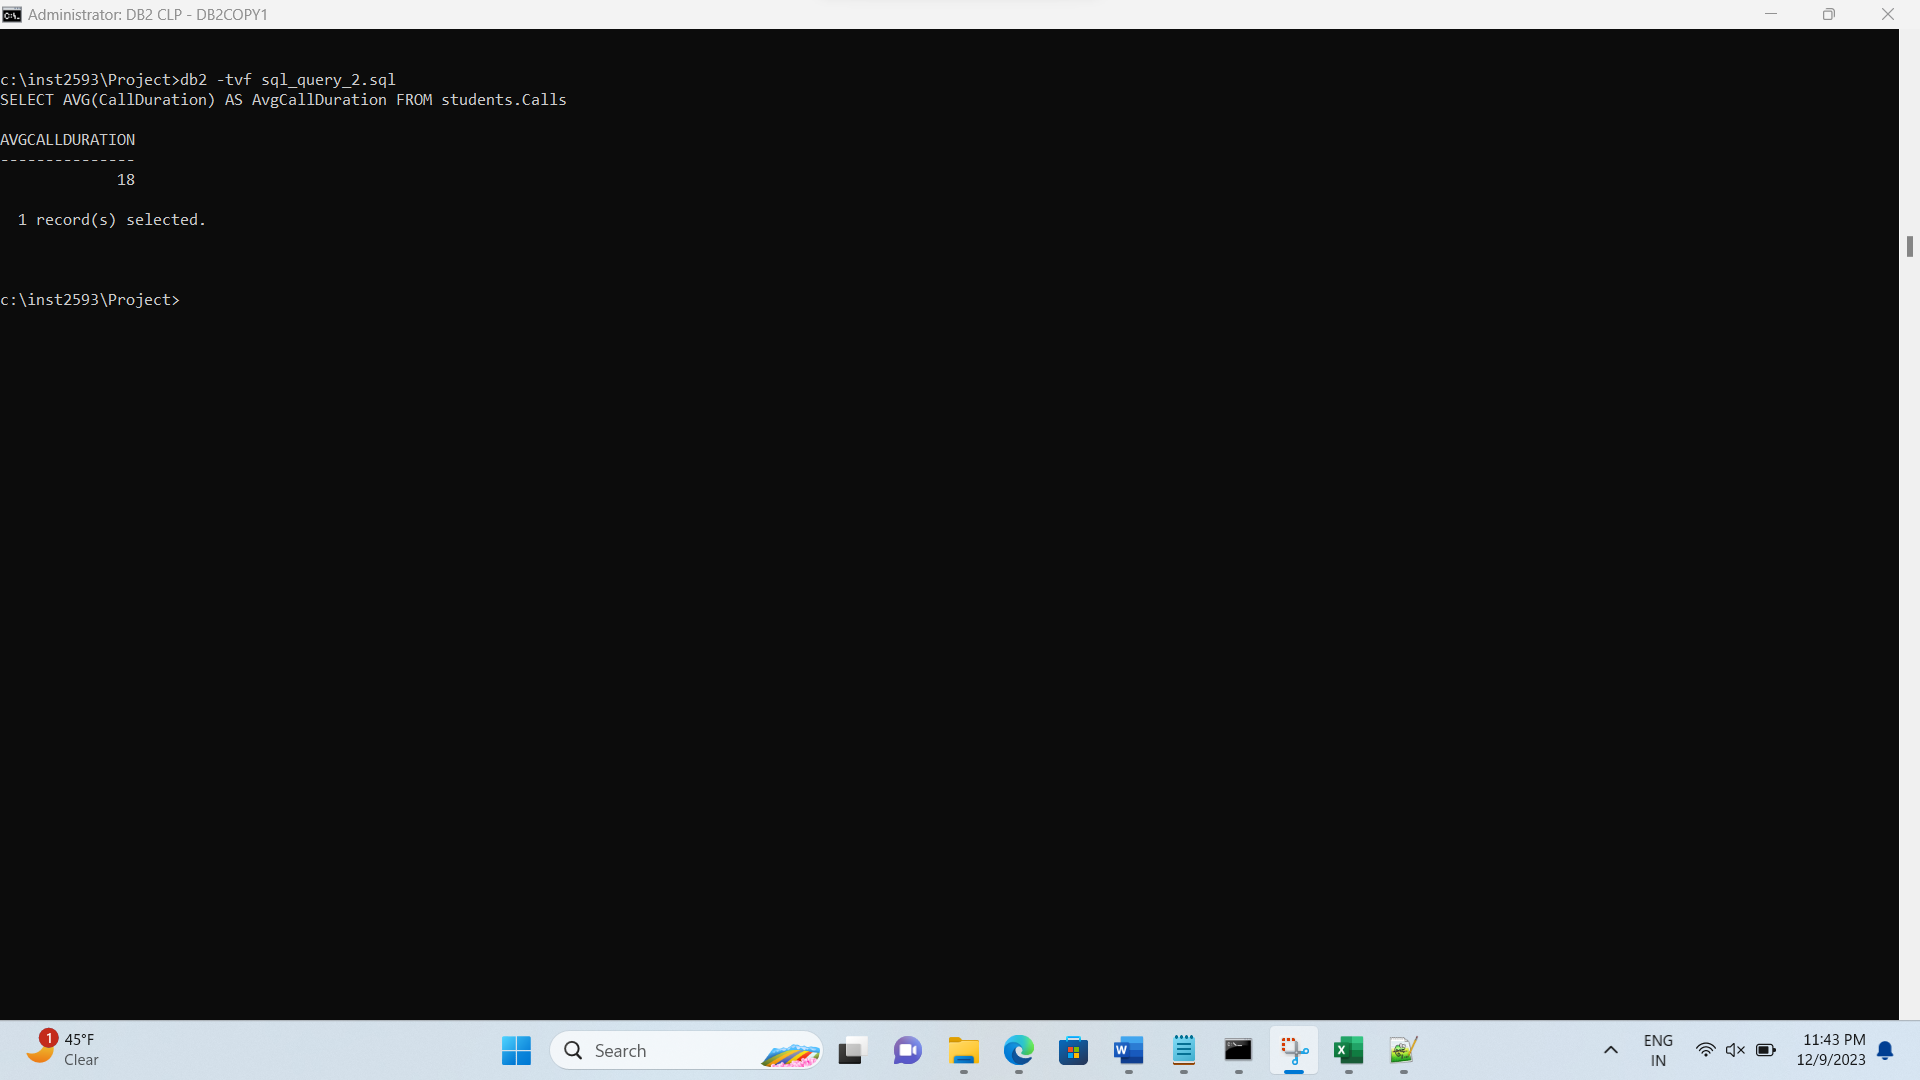 Administrator: DB2 CLP - DB2COPY1
c:\inst2593\Project>db2 -tvf sql_query_2.sql
SELECT AVG(CallDuration) AS AvgCallDuration FROM students.Calls
AVGCALLDURATION
---------------
18
1 record(s) selected.
c:\inst2593\Project>
1
45°F
Clear
Search
ENG
IN
11:43 PM
12/9/2023